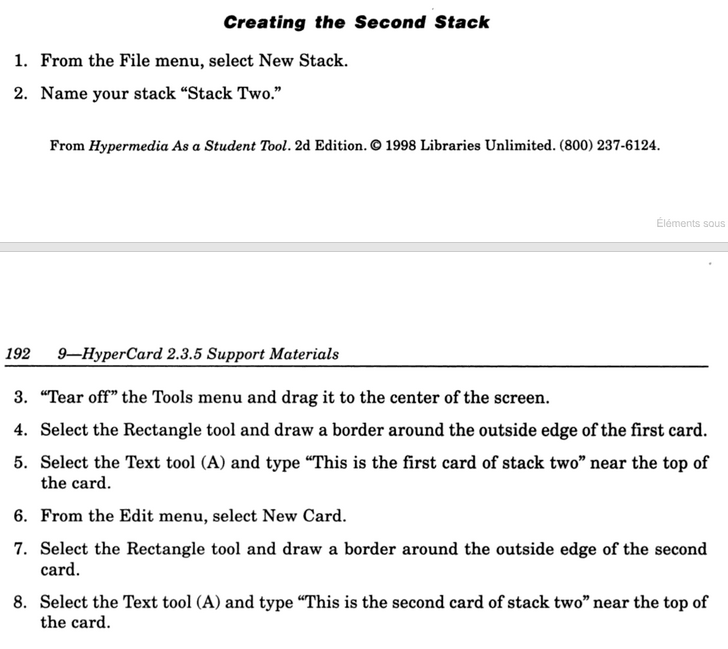 Creating the Second Stack
1. From the File menu, select New Stack.
2. Name your stack “Stack Two.”
From Hypermedia As a Student Tool. 2d Edition. © 1998 Libraries Unlimited. (800) 237-6124.
Éléments sous
192 9—HyperCard 2.3.5 Support Materials
3. “Tear off” the Tools menu and drag it to the center of the screen.
4. Select the Rectangle tool and draw a border around the outside edge of the first card.
5. Select the Text tool (A) and type “This is the first card of stack two” near the top of
the card.
6. From the Edit menu, select New Card.
7. Select the Rectangle tool and draw a border around the outside edge of the second
card.
8. Select the Text tool (A) and type “This is the second card of stack two” near the top of
the card.